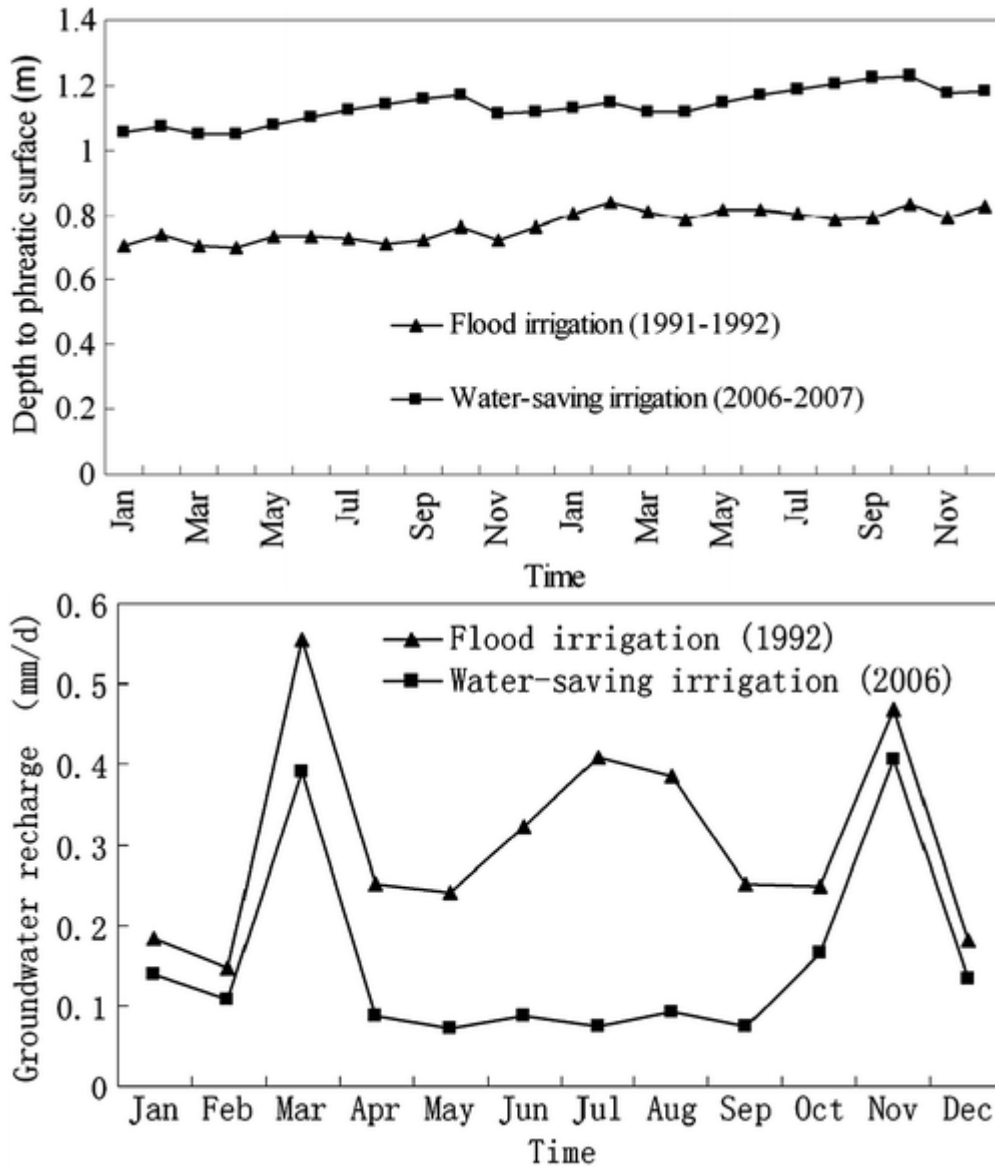 Depth to phreatic surface (m)
1.4
1.2
1
0.8
0.6
0.4
0.2
0
Flood irrigation (1991-1992)
Water-saving irrigation (2006-2007)
Jan
Mar
May
Jul
Sep
Nov
Jan
Mar
May
Jul
Sep
Nov
Time
Groundwater recharge (mm/d)
0.6
0.5
0.4
0.3
0.2
0.1
0
Flood irrigation (1992)
Water-saving irrigation (2006)
Jan Feb Mar Apr May Jun Jul Aug Sep Oct Nov Dec
Time